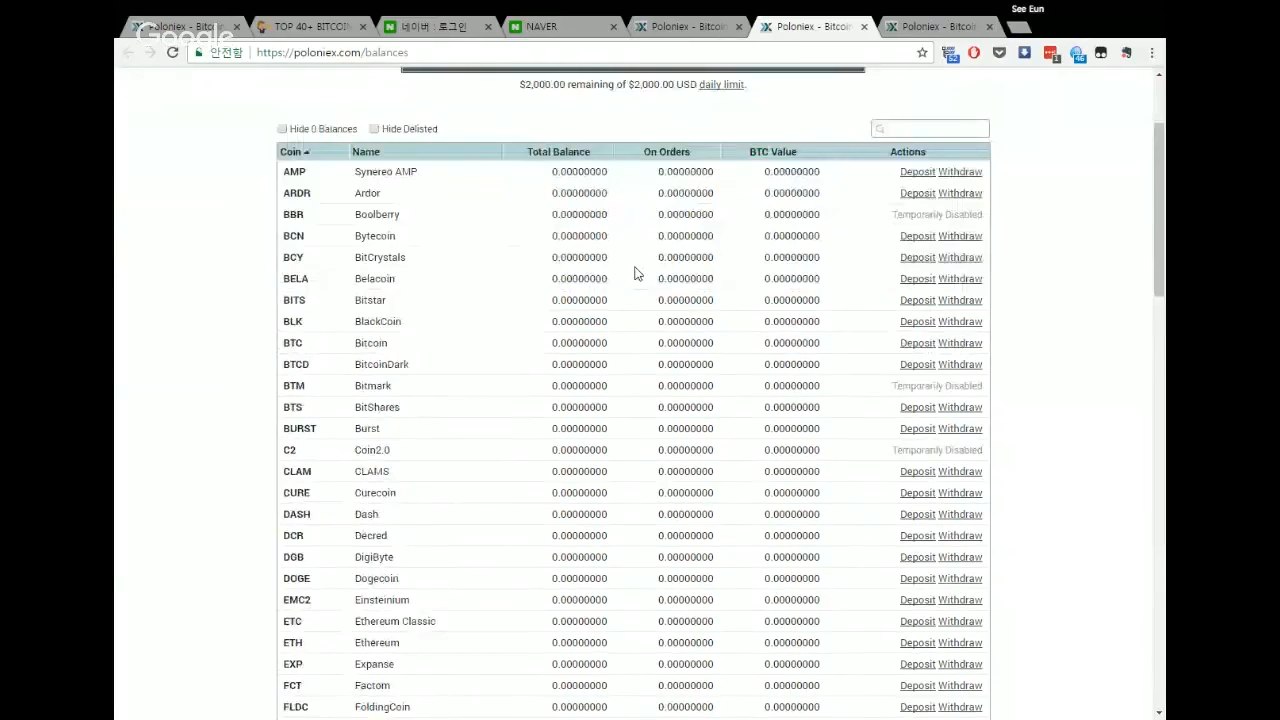 See Eun
Poloniex - Bitcoi TOP 40+ BITCOI 네이버 : 로그인 NAVER Poloniex - Bitcoin Poloniex - Bitcoin Poloniex - Bitcoi
Google
안전함 https://poloniex.com/balances 52 1 46
$2,000.00 remaining of $2,000.00 USD daily limit.
Hide 0 Balances Hide Delisted
Coin Name Total Balance On Orders BTC Value Actions
AMP Synereo AMP 0.00000000 0.00000000 0.00000000 Deposit Withdraw
ARDR Ardor 0.00000000 0.00000000 0.00000000 Deposit Withdraw
BBR Boolberry 0.00000000 0.00000000 0.00000000 Temporarily Disabled
BCN Bytecoin 0.00000000 0.00000000 0.00000000 Deposit Withdraw
BCY BitCrystals 0.00000000 0.00000000 0.00000000 Deposit Withdraw
BELA Belacoin 0.00000000 0.00000000 0.00000000 Deposit Withdraw
BITS Bitstar 0.00000000 0.00000000 0.00000000 Deposit Withdraw
BLK BlackCoin 0.00000000 0.00000000 0.00000000 Deposit Withdraw
BTC Bitcoin 0.00000000 0.00000000 0.00000000 Deposit Withdraw
BTCD BitcoinDark 0.00000000 0.00000000 0.00000000 Deposit Withdraw
BTM Bitmark 0.00000000 0.00000000 0.00000000 Temporarily Disabled
BTS BitShares 0.00000000 0.00000000 0.00000000 Deposit Withdraw
BURST Burst 0.00000000 0.00000000 0.00000000 Deposit Withdraw
C2 Coin2.0 0.00000000 0.00000000 0.00000000 Temporarily Disabled
CLAM CLAMS 0.00000000 0.00000000 0.00000000 Deposit Withdraw
CURE Curecoin 0.00000000 0.00000000 0.00000000 Deposit Withdraw
DASH Dash 0.00000000 0.00000000 0.00000000 Deposit Withdraw
DCR Decred 0.00000000 0.00000000 0.00000000 Deposit Withdraw
DGB DigiByte 0.00000000 0.00000000 0.00000000 Deposit Withdraw
DOGE Dogecoin 0.00000000 0.00000000 0.00000000 Deposit Withdraw
EMC2 Einsteinium 0.00000000 0.00000000 0.00000000 Deposit Withdraw
ETC Ethereum Classic 0.00000000 0.00000000 0.00000000 Deposit Withdraw
ETH Ethereum 0.00000000 0.00000000 0.00000000 Deposit Withdraw
EXP Expanse 0.00000000 0.00000000 0.00000000 Deposit Withdraw
FCT Factom 0.00000000 0.00000000 0.00000000 Deposit Withdraw
FLDC FoldingCoin 0.00000000 0.00000000 0.00000000 Deposit Withdraw